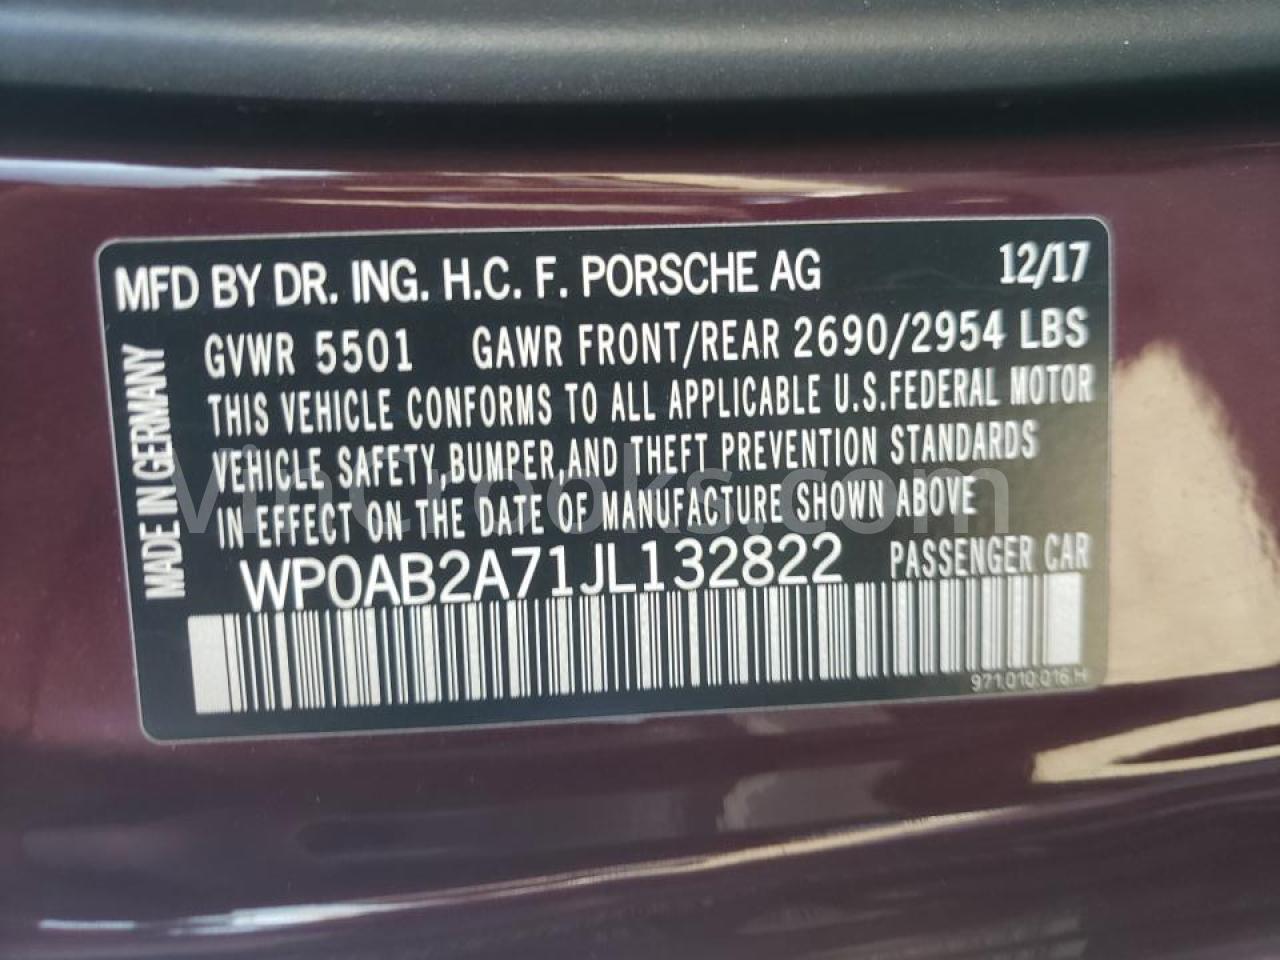 MFD BY DR. ING. H.C. F. PORSCHE AG 12/17
GVWR 5501 GAWR FRONT/REAR 2690/2954 LBS
THIS VEHICLE CONFORMS TO ALL APPLICABLE U.S.FEDERAL MOTOR
VEHICLE SAFETY,BUMPER,AND THEFT PREVENTION STANDARDS
IN EFFECT ON THE DATE OF MANUFACTURE SHOWN ABOVE
WP0AB2A71JL132822 PASSENGER CAR
971.010.016.H
MADE IN GERMANY
VinCrooks.com